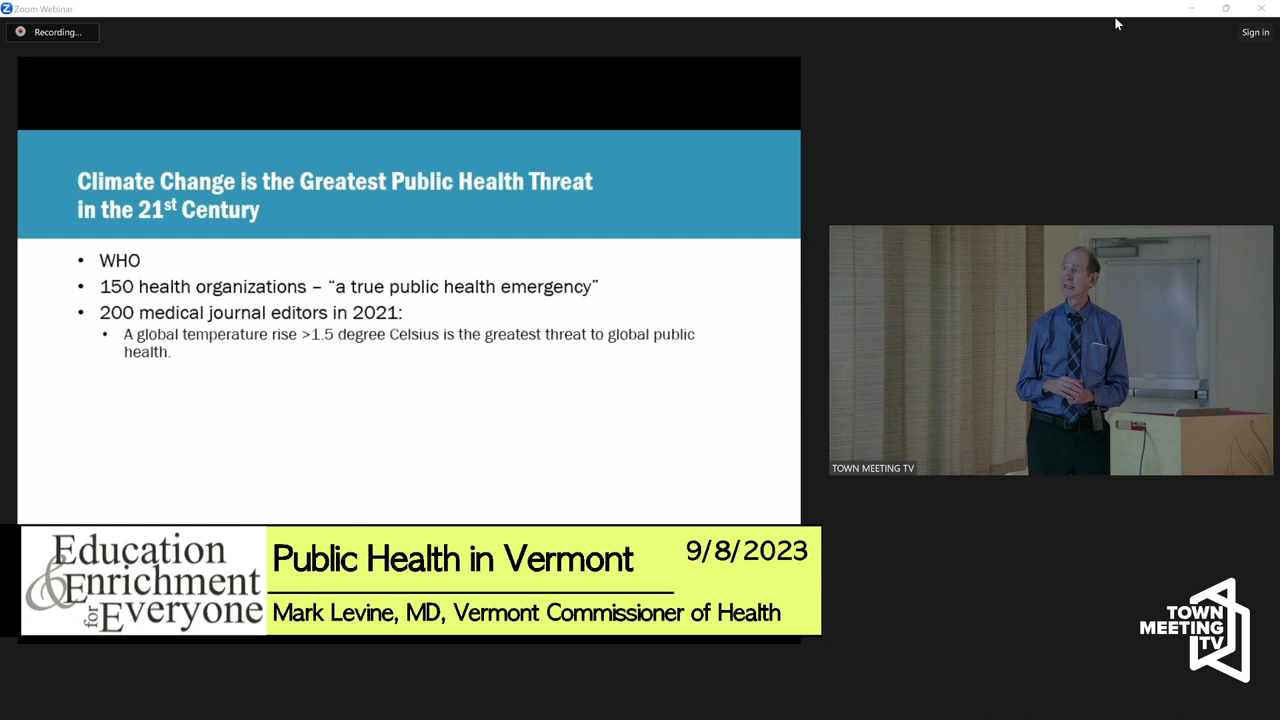 Zoom Webinar
Recording...
Sign in
Climate Change is the Greatest Public Health Threat
in the 21st Century
• WHO
• 150 health organizations – “a true public health emergency”
• 200 medical journal editors in 2021:
• A global temperature rise >1.5 degree Celsius is the greatest threat to global public
health.
TOWN MEETING TV
Education
& Enrichment
for Everyone
Public Health in Vermont
9/8/2023
Mark Levine, MD, Vermont Commissioner of Health
TOWN
MEETING
TV